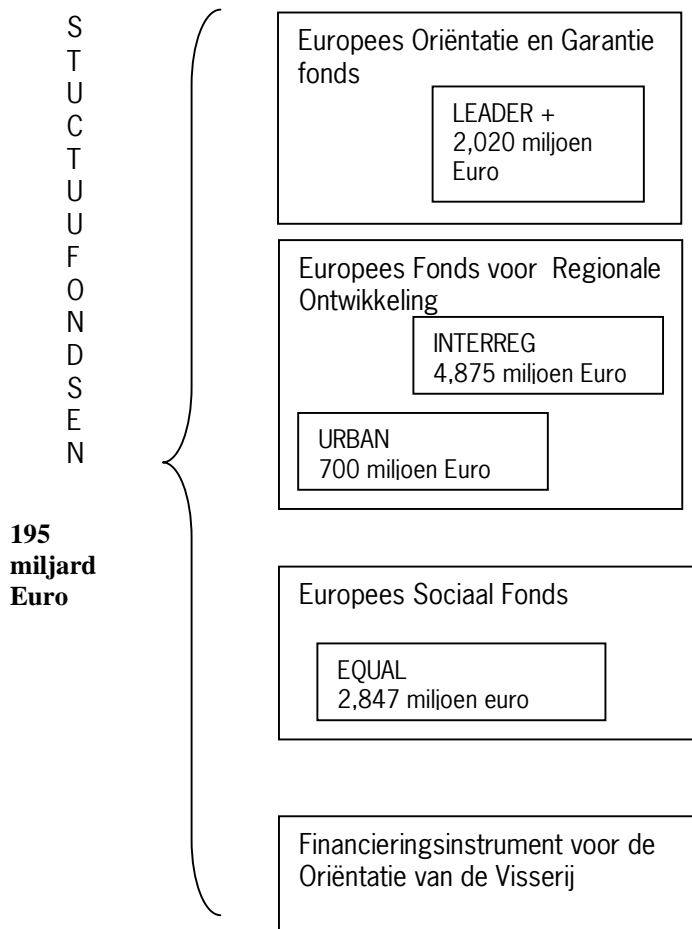 S
T
U
C
T
U
U
F
O
N
D
S
E
N
195
miljard
Euro
Europees Oriëntatie en Garantie
fonds
LEADER +
2,020 miljoen
Euro
Europees Fonds voor Regionale
Ontwikkeling
INTERREG
4,875 miljoen Euro
URBAN
700 miljoen Euro
Europees Sociaal Fonds
EQUAL
2,847 miljoen euro
Financieringsinstrument voor de
Oriëntatie van de Visserij